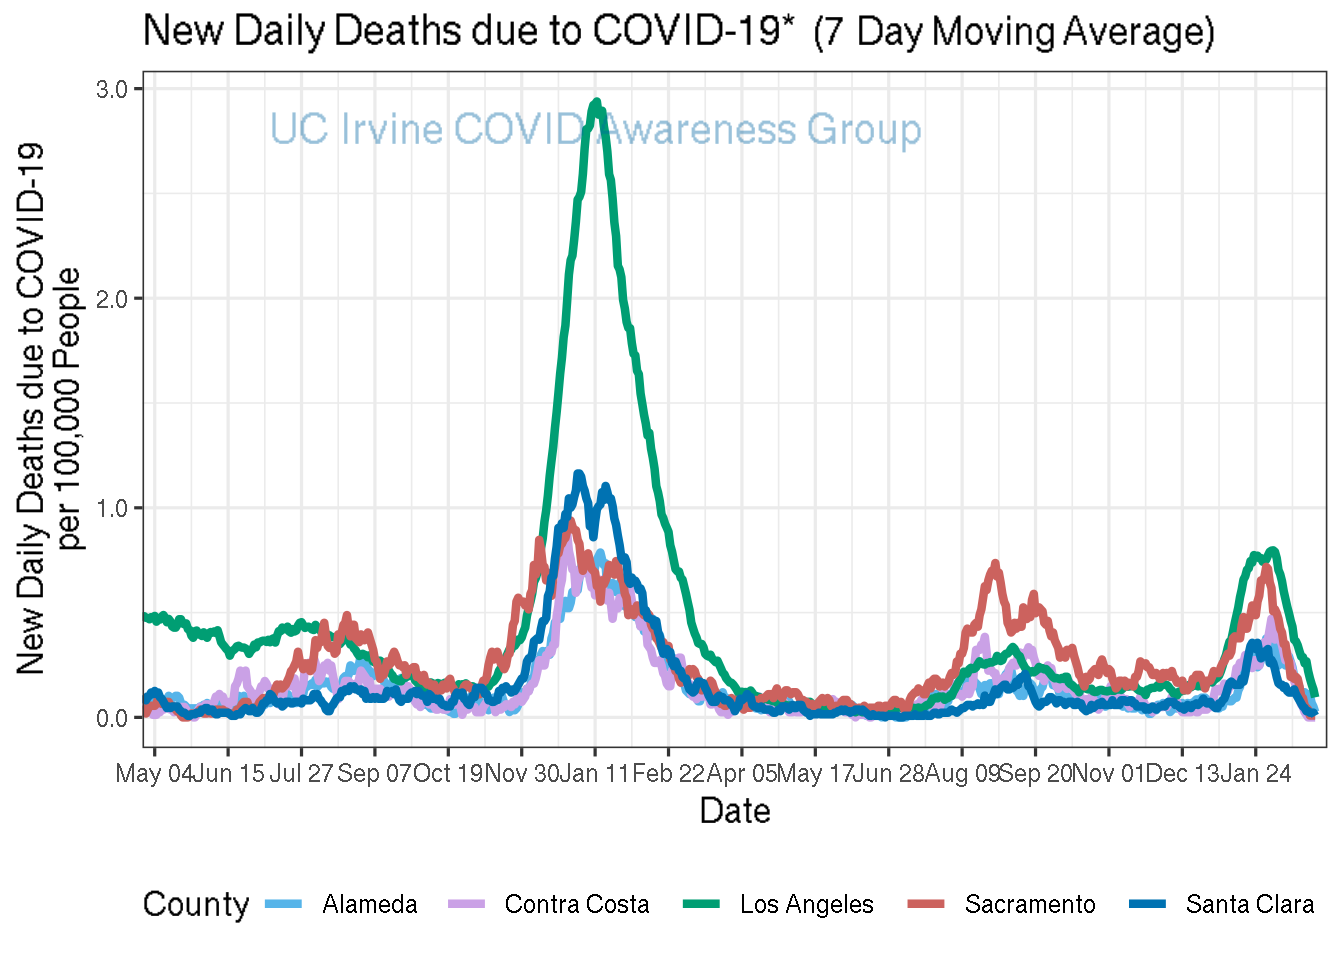 New Daily Deaths due to COVID-19* (7 Day Moving Average)
UC Irvine COVID Awareness Group
New Daily Deaths due to COVID-19
per 100,000 People
3.0
2.0
1.0
0.0
May 04 Jun 15 Jul 27 Sep 07 Oct 19 Nov 30 Jan 11 Feb 22 Apr 05 May 17 Jun 28 Aug 09 Sep 20 Nov 01 Dec 13 Jan 24
Date
County Alameda Contra Costa Los Angeles Sacramento Santa Clara